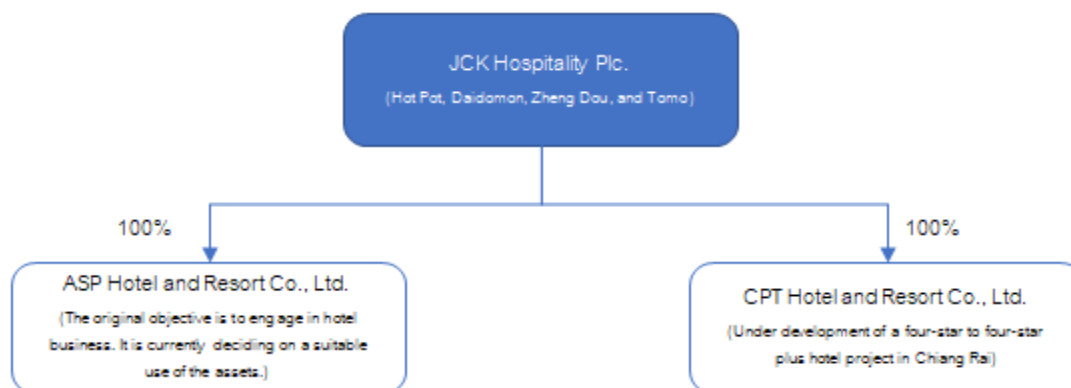 JCK Hospitality Plc.
(Hot Pot, Daidomon, Zheng Dou, and Tomo)
100%
100%
ASP Hotel and Resort Co., Ltd.
(The original objective is to engage in hotel
business. It is currently deciding on a suitable
use of the assets.)
CPT Hotel and Resort Co., Ltd.
(Under development of a four-star to four-star
plus hotel project in Chiang Rai)